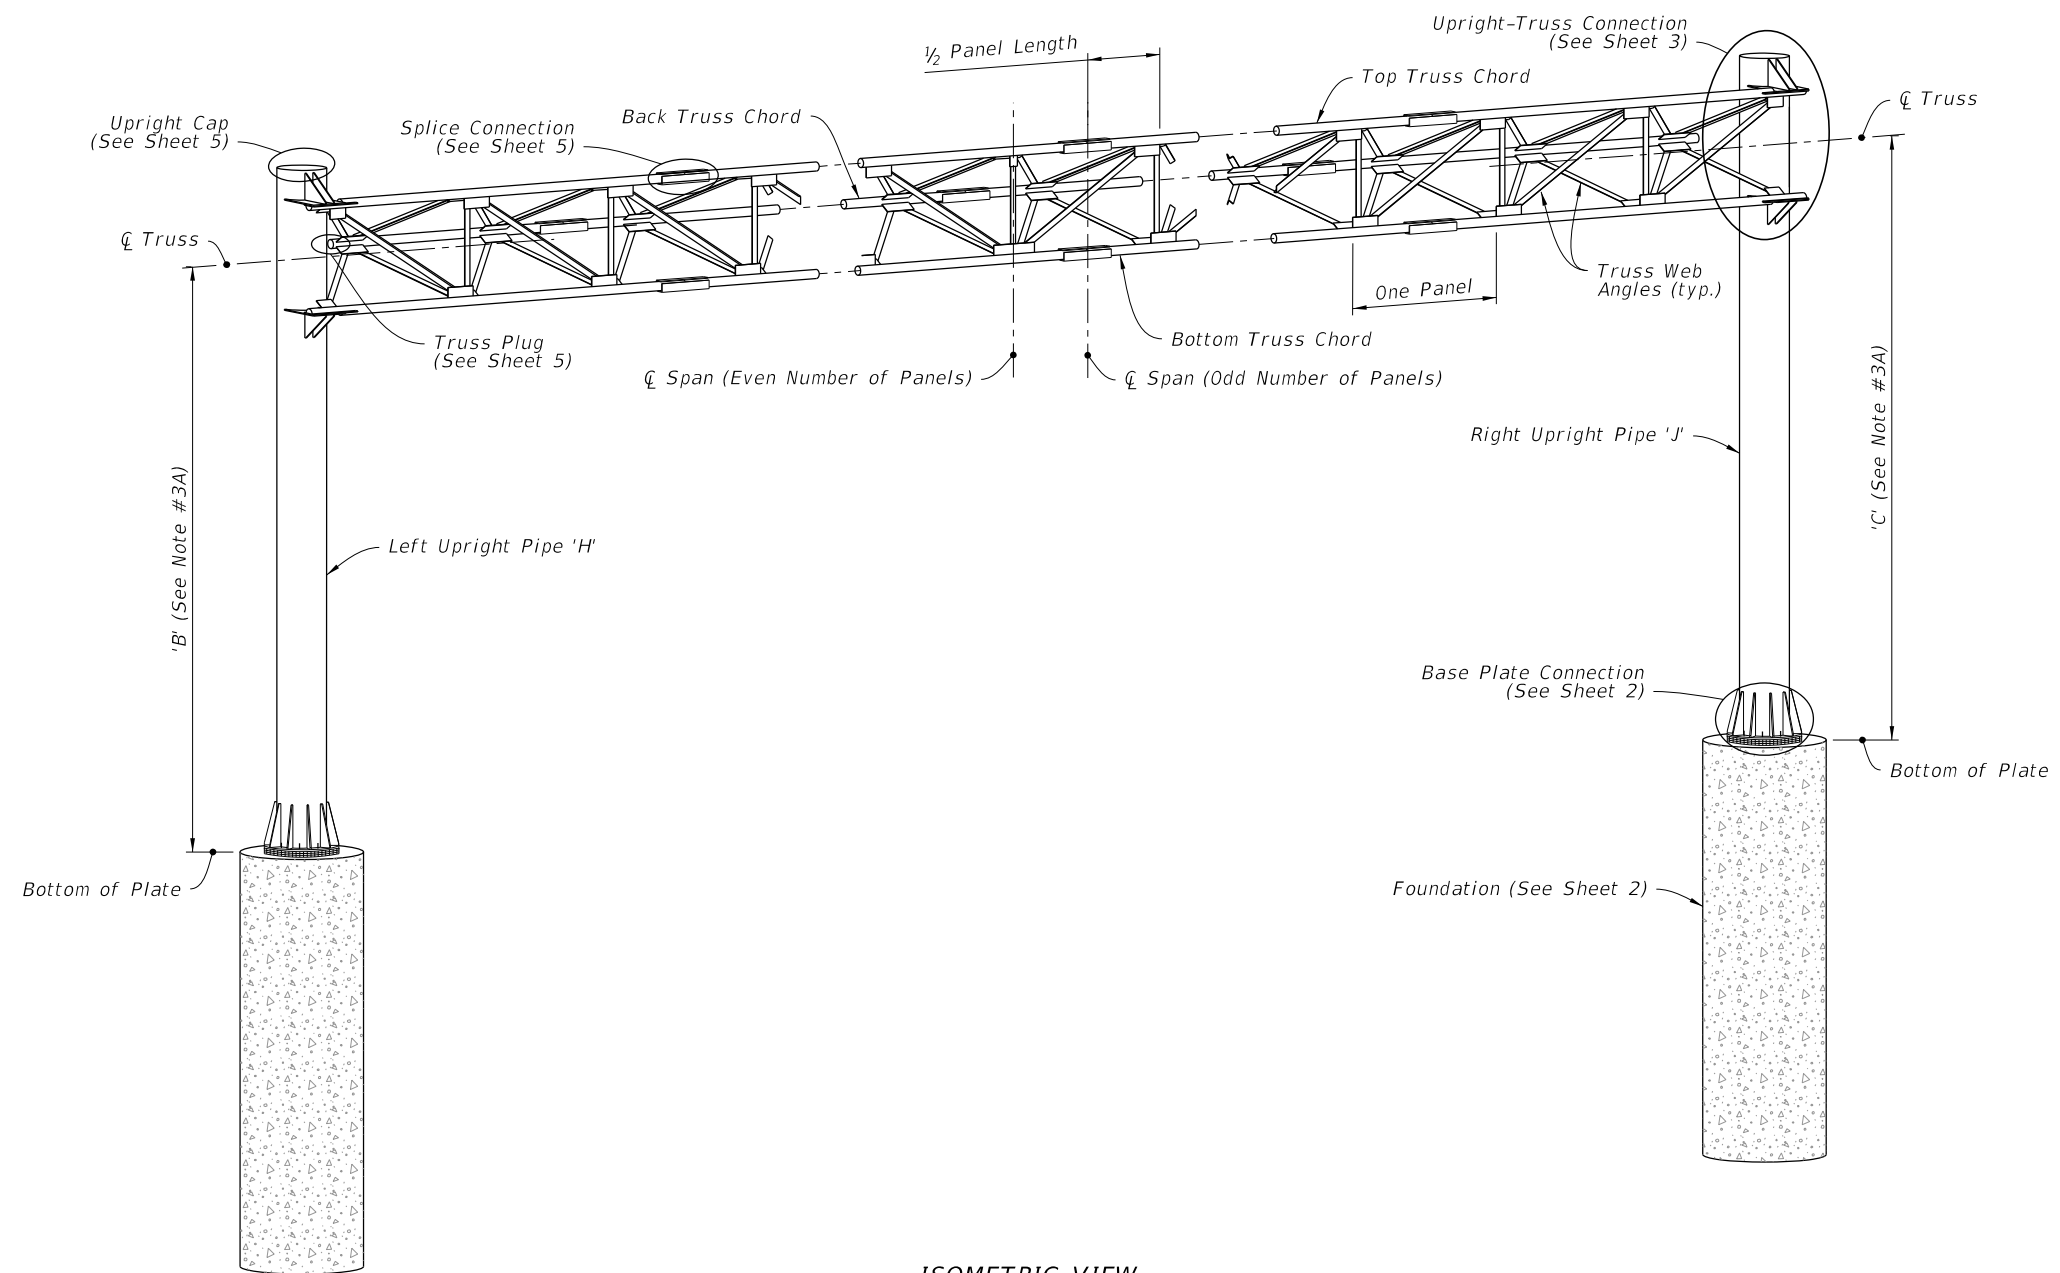 Upright-Truss Connection
(See Sheet 3)
½ Panel Length
Top Truss Chord
℄ Truss
Back Truss Chord
Upright Cap
(See Sheet 5)
Splice Connection
(See Sheet 5)
℄ Truss
Truss Web
Angles (typ.)
One Panel
Truss Plug
(See Sheet 5)
Bottom Truss Chord
℄ Span (Even Number of Panels)
℄ Span (Odd Number of Panels)
'C' (See Note #3A)
Right Upright Pipe 'J'
'B' (See Note #3A)
Left Upright Pipe 'H'
Base Plate Connection
(See Sheet 2)
Bottom of Plate
Bottom of Plate
Foundation (See Sheet 2)
ISOMETRIC VIEW